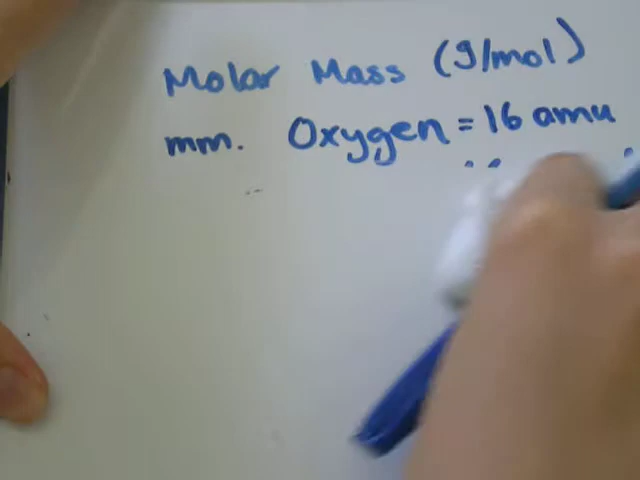 Molar Mass (g/mol)
mm. Oxygen = 16 amu